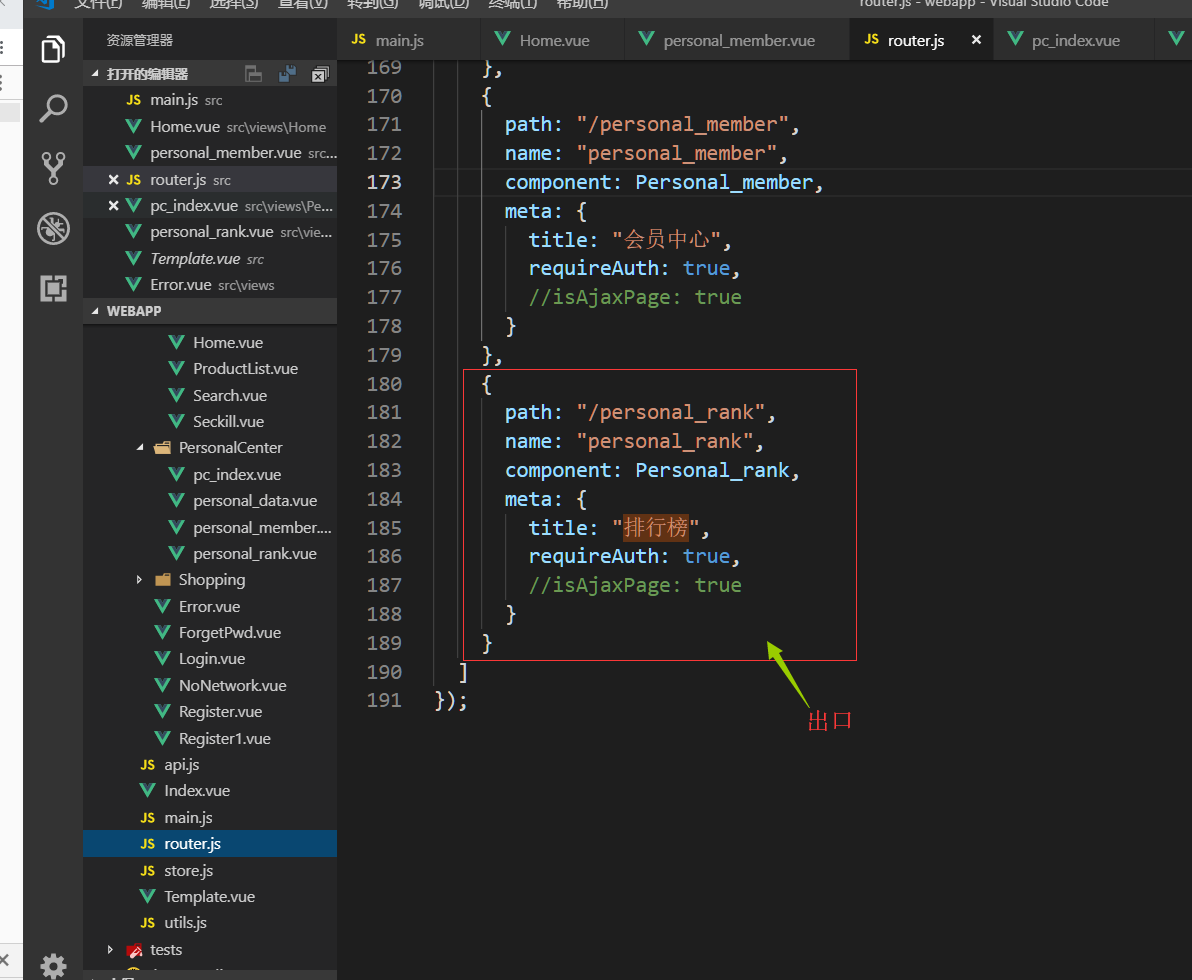 文件(F) 编辑(E) 选择(S) 查看(V) 转到(G) 调试(D) 终端(T) 帮助(H) router.js - webapp - Visual Studio Code
资源管理器
JS main.js Home.vue personal_member.vue JS router.js × pc_index.vue
打开的编辑器
JS main.js src
Home.vue src\views\Home
personal_member.vue src...
× JS router.js src
× pc_index.vue src\views\Pe...
personal_rank.vue src\vie...
Template.vue src
Error.vue src\views
WEBAPP
Home.vue
ProductList.vue
Search.vue
Seckill.vue
PersonalCenter
pc_index.vue
personal_data.vue
personal_member....
personal_rank.vue
Shopping
Error.vue
ForgetPwd.vue
Login.vue
NoNetwork.vue
Register.vue
Register1.vue
JS api.js
Index.vue
JS main.js
JS router.js
JS store.js
Template.vue
JS utils.js
tests
169 },
170 {
171 path: "/personal_member",
172 name: "personal_member",
173 component: Personal_member,
174 meta: {
175 title: "会员中心",
176 requireAuth: true,
177 //isAjaxPage: true
178 }
179 },
180 {
181 path: "/personal_rank",
182 name: "personal_rank",
183 component: Personal_rank,
184 meta: {
185 title: "排行榜",
186 requireAuth: true,
187 //isAjaxPage: true
188 }
189 }
190 ]
191 });
出口